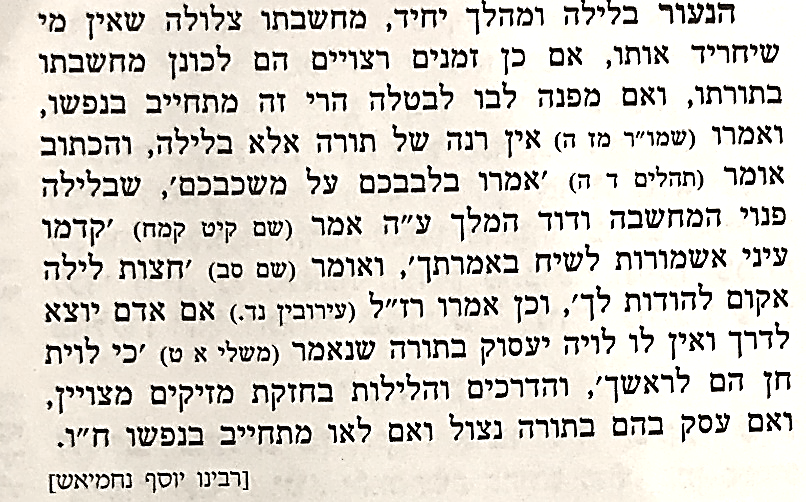 הנעור בלילה ומהלך יחיד, מחשבתו צלולה שאין מי
שיחריד אותו, אם כן זמנים רצויים הם לכונן מחשבתו
בתורתו, ואם מפנה לבו לבטלה הרי זה מתחייב בנפשו,
ואמרו (שמו״ר מז ה) אין רנה של תורה אלא בלילה, והכתוב
אומר (תהלים ד ה) ׳אמרו בלבבכם על משכבכם׳, שבלילה
פנוי המחשבה ודוד המלך ע״ה אמר (שם קיט קמח) ׳קדמו
עיני אשמורות לשיח באמרתך׳, ואומר (שם סב) ׳חצות לילה
אקום להודות לך׳, וכן אמרו רז״ל (עירובין נד.) אם אדם יוצא
לדרך ואין לו לויה יעסוק בתורה שנאמר (משלי א ט) ׳כי לוית
חן הם לראשך׳, והדרכים והלילות בחזקת מזיקים מצויין,
ואם עסק בהם בתורה נצול ואם לאו מתחייב בנפשו ח״ו.
[רבינו יוסף נחמיאש]